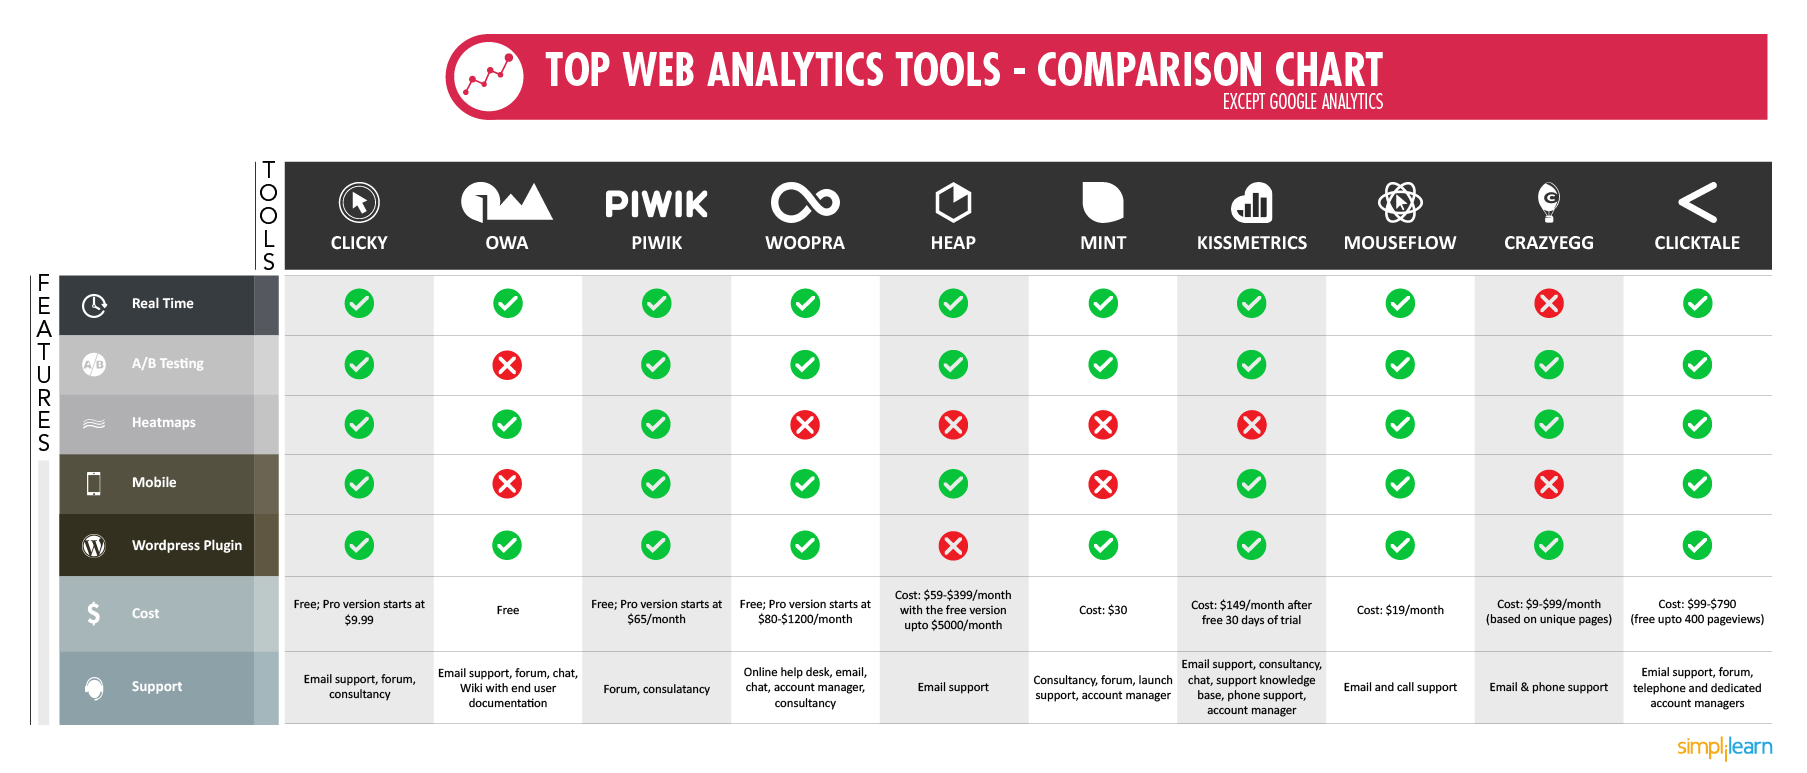 TOP WEB ANALYTICS TOOLS - COMPARISON CHART
EXCEPT GOOGLE ANALYTICS
TOOLS
PIWIK
CLICKY
OWA
PIWIK
WOOPRA
HEAP
MINT
KISSMETRICS
MOUSEFLOW
CRAZYEGG
CLICKTALE
FEATURES
Real Time
A/B
A/B Testing
Heatmaps
Mobile
Wordpress Plugin
$
Cost
Free; Pro version starts at
$9.99
Free
Free; Pro version starts at
$65/month
Free; Pro version starts at
$80-$1200/month
Cost: $59-$399/month
with the free version
upto $5000/month
Cost: $30
Cost: $149/month after
free 30 days of trial
Cost: $19/month
Cost: $9-$99/month
(based on unique pages)
Cost: $99-$790
(free upto 400 pageviews)
Support
Email support, forum,
consultancy
Email support, forum, chat,
Wiki with end user
documentation
Forum, consulatancy
Online help desk, email,
chat, account manager,
consultancy
Email support
Consultancy, forum, launch
support, account manager
Email support, consultancy,
chat, support knowledge
base, phone support,
account manager
Email and call support
Email & phone support
Emial support, forum,
telephone and dedicated
account managers
simplilearn